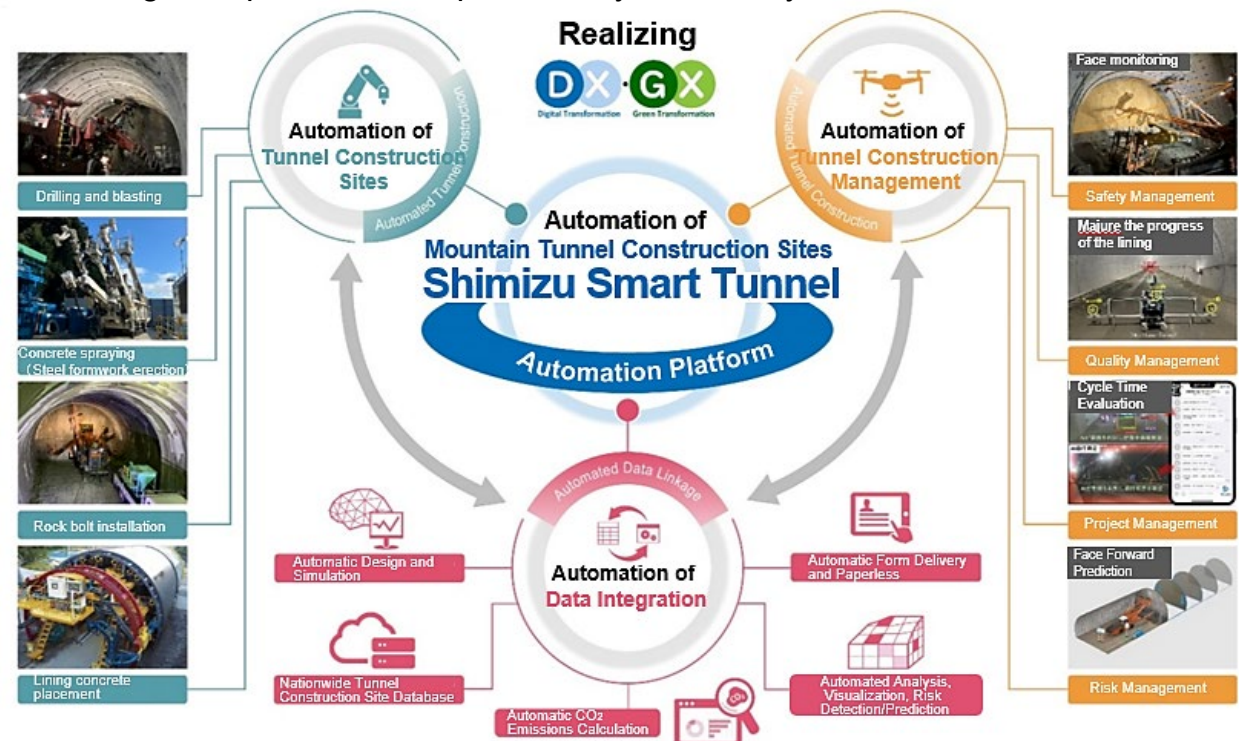 Realizing
DX·GX
Digital Transformation Green Transformation
Automation of
Tunnel Construction
Sites
Automated Tunnel Construction
Drilling and blasting
Concrete spraying
(Steel formwork erection)
Rock bolt installation
Lining concrete
placement
Automation of
Mountain Tunnel Construction Sites
Shimizu Smart Tunnel
Automation Platform
Automation of
Tunnel Construction
Management
Automated Tunnel Construction
Face monitoring
Safety Management
Majure the progress
of the lining
Quality Management
Cycle Time
Evaluation
Project Management
Face Forward
Prediction
Risk Management
Automated Data Linkage
Automation of
Data Integration
Automatic Design and
Simulation
Nationwide Tunnel
Construction Site Database
Automatic CO₂
Emissions Calculation
CO₂
Automatic Form Delivery
and Paperless
Automated Analysis,
Visualization, Risk
Detection/Prediction